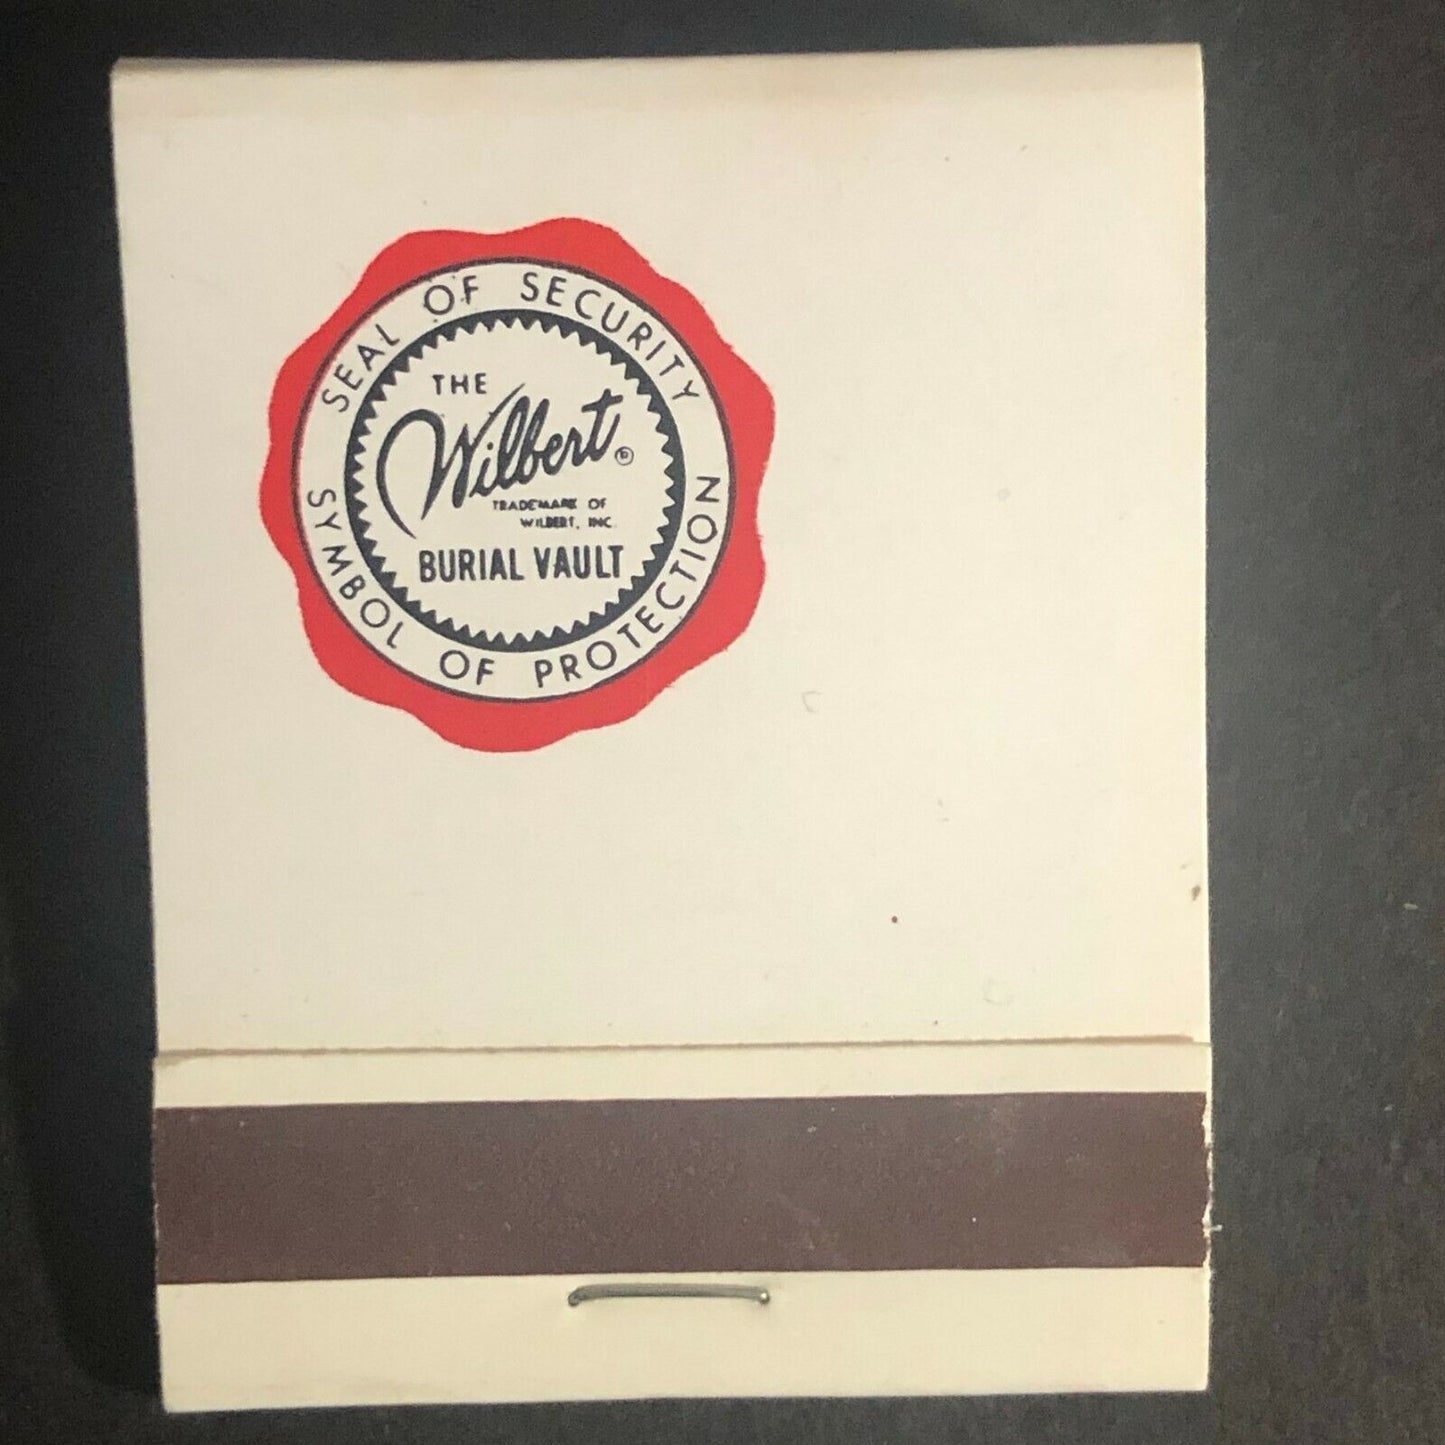 SEAL OF SECURITY
THE
Wilbert®
TRADEMARK OF
WILBERT, INC.
BURIAL VAULT
SYMBOL OF PROTECTION